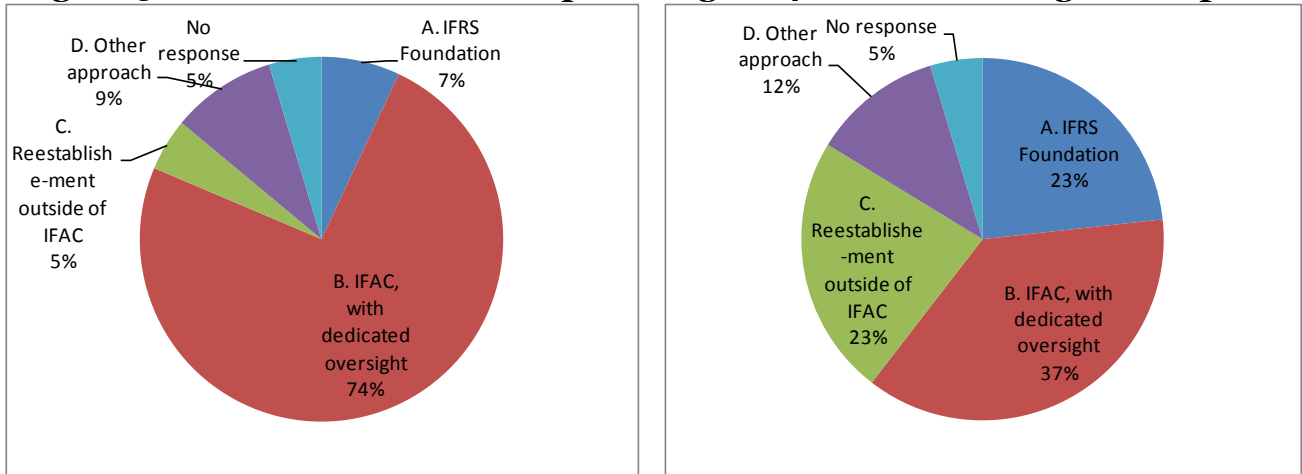 No
response
5%
A. IFRS
Foundation
7%
D. Other
approach
9%
C.
Reestablish
e-ment
outside of
IFAC
5%
B. IFAC,
with
dedicated
oversight
74%
No response
5%
D. Other
approach
12%
A. IFRS
Foundation
23%
C.
Reestablishe
-ment
outside of
IFAC
23%
B. IFAC, with
dedicated
oversight
37%